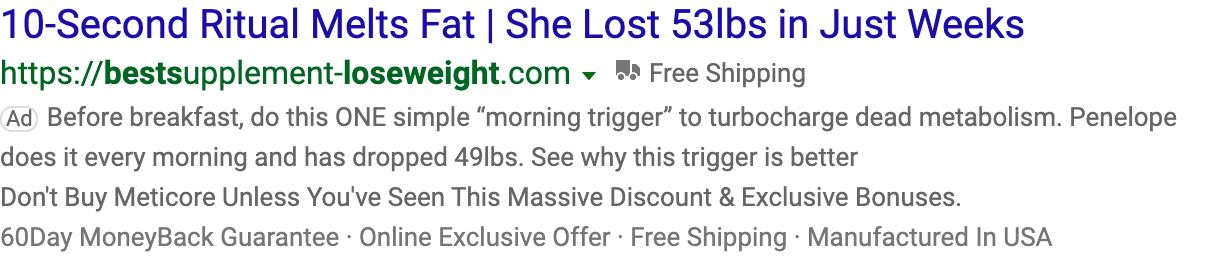 10-Second Ritual Melts Fat | She Lost 53lbs in Just Weeks
https://bestsupplement-loseweight.com Free Shipping
Ad Before breakfast, do this ONE simple “morning trigger” to turbocharge dead metabolism. Penelope
does it every morning and has dropped 49lbs. See why this trigger is better
Don't Buy Meticore Unless You've Seen This Massive Discount & Exclusive Bonuses.
60Day MoneyBack Guarantee · Online Exclusive Offer · Free Shipping · Manufactured In USA